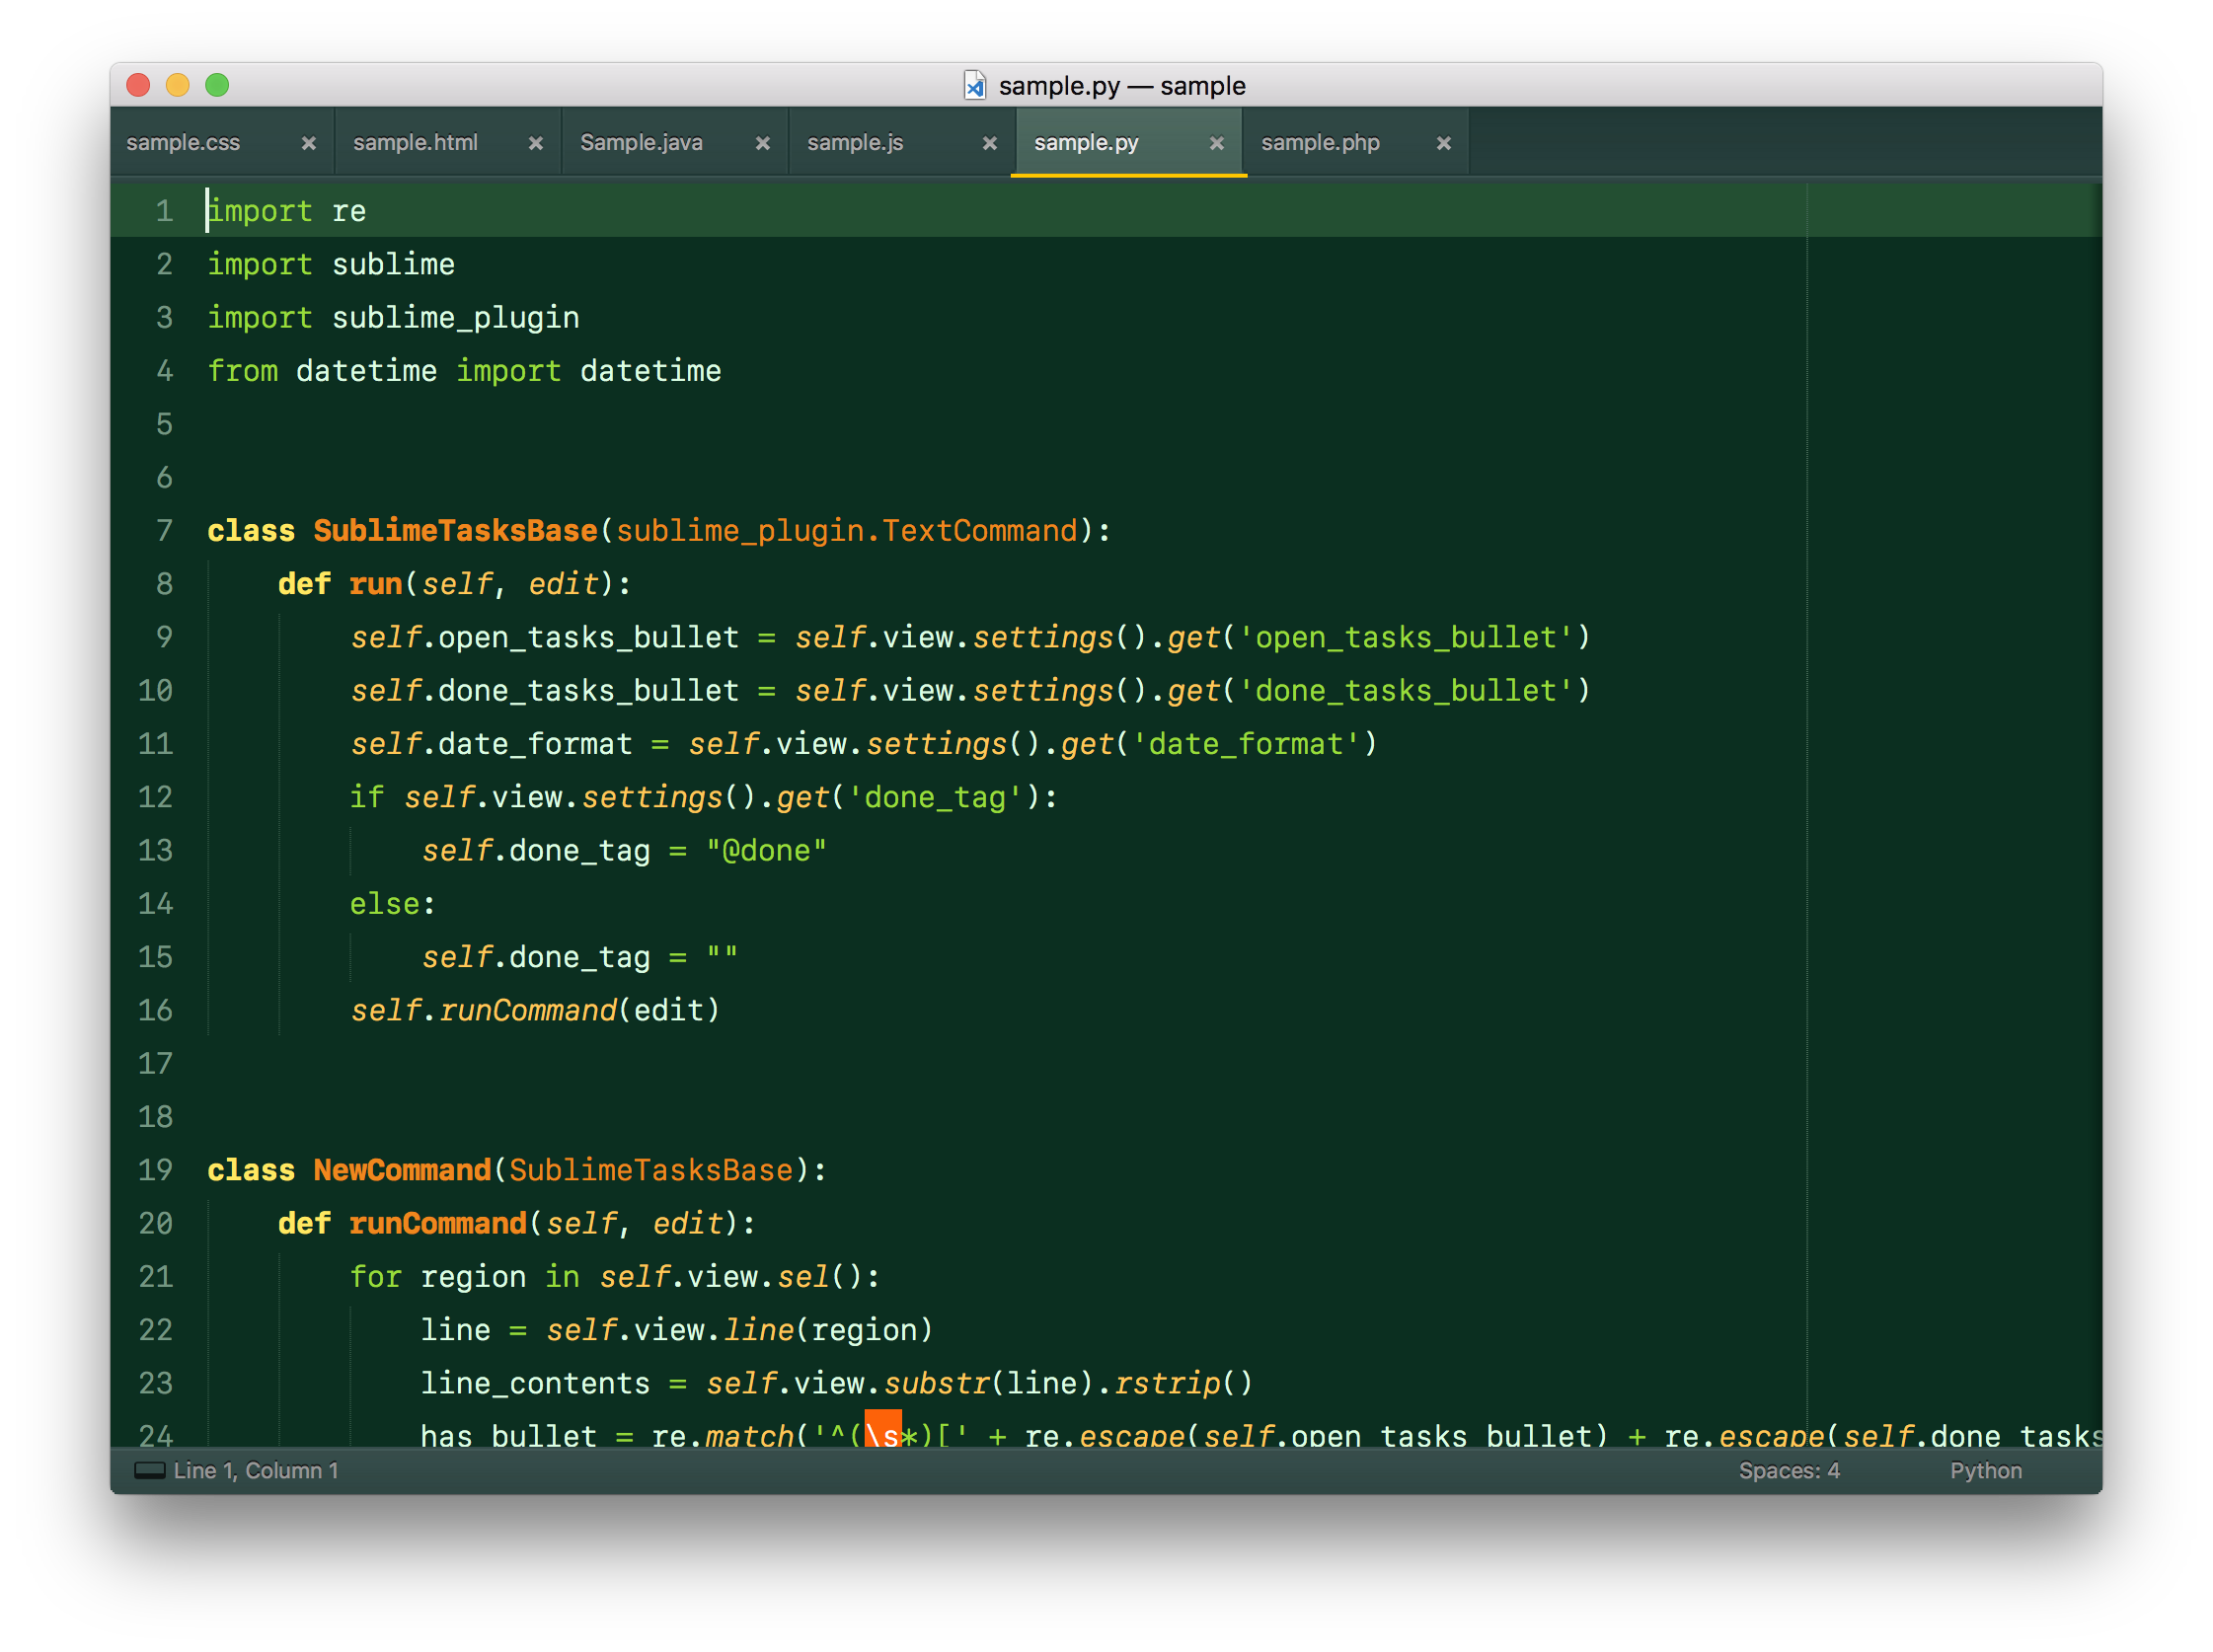 sample.py — sample
sample.css × sample.html × Sample.java × sample.js × sample.py × sample.php ×
1 import re
2 import sublime
3 import sublime_plugin
4 from datetime import datetime
5
6
7 class SublimeTasksBase(sublime_plugin.TextCommand):
8     def run(self, edit):
9         self.open_tasks_bullet = self.view.settings().get('open_tasks_bullet')
10         self.done_tasks_bullet = self.view.settings().get('done_tasks_bullet')
11         self.date_format = self.view.settings().get('date_format')
12         if self.view.settings().get('done_tag'):
13             self.done_tag = "@done"
14         else:
15             self.done_tag = ""
16         self.runCommand(edit)
17
18
19 class NewCommand(SublimeTasksBase):
20     def runCommand(self, edit):
21         for region in self.view.sel():
22             line = self.view.line(region)
23             line_contents = self.view.substr(line).rstrip()
24             has_bullet = re.match('^(\s*)[' + re.escape(self.open_tasks_bullet) + re.escape(self.done_tasks
Line 1, Column 1 Spaces: 4 Python